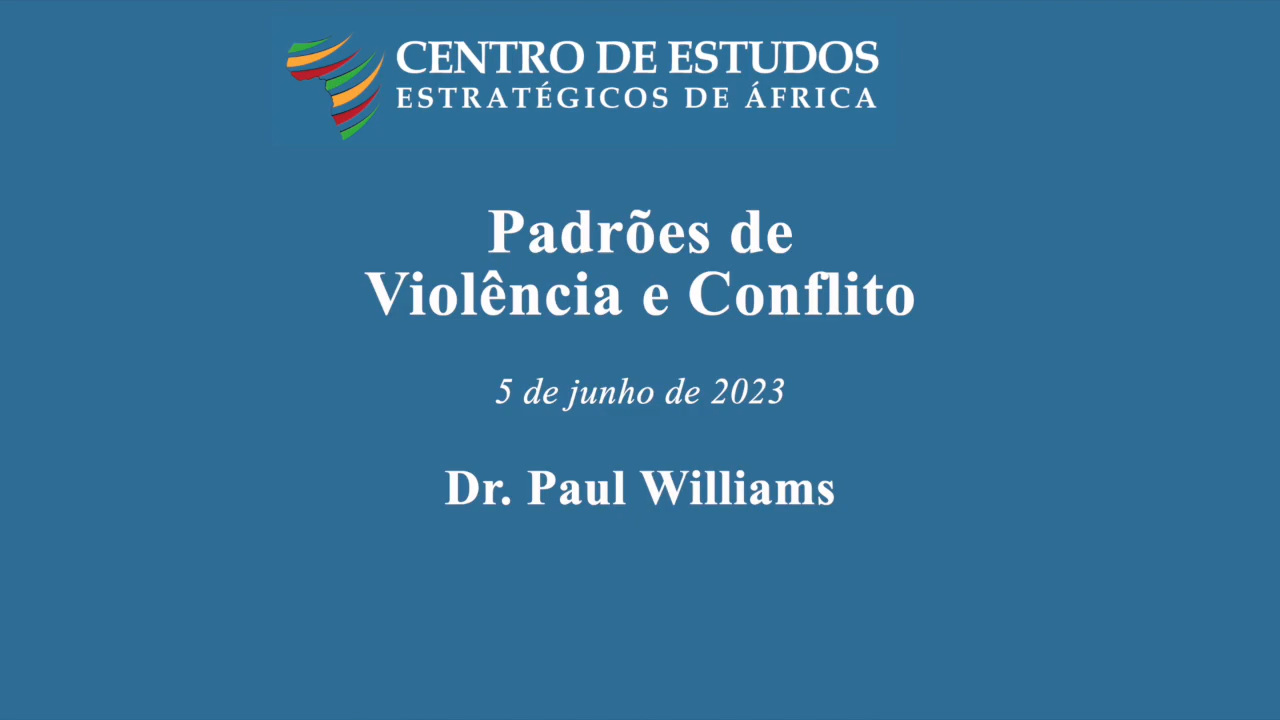 CENTRO DE ESTUDOS
ESTRATÉGICOS DE ÁFRICA
Padrões de
Violência e Conflito
5 de junho de 2023
Dr. Paul Williams